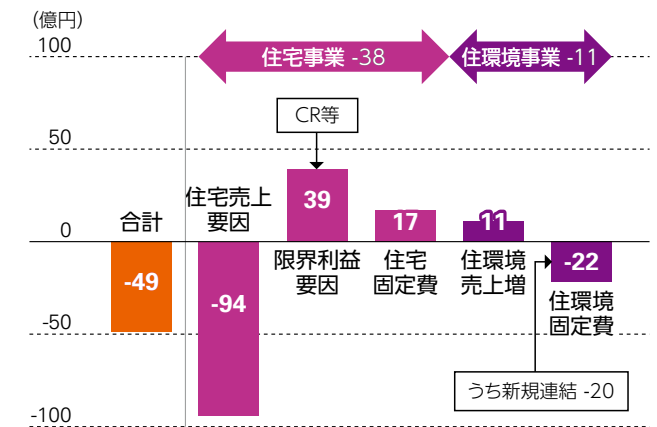 (億円)
100
住宅事業 -38
住環境事業 -11
CR等
50
住宅売上
要因
39
17
11
合計
0
-49
-94
限界利益
要因
住宅
固定費
住環境
売上増
-22
住環境
固定費
-50
うち新規連結 -20
-100